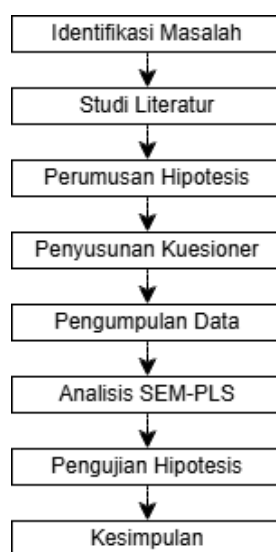 Identifikasi Masalah
Studi Literatur
Perumusan Hipotesis
Penyusunan Kuesioner
Pengumpulan Data
Analisis SEM-PLS
Pengujian Hipotesis
Kesimpulan